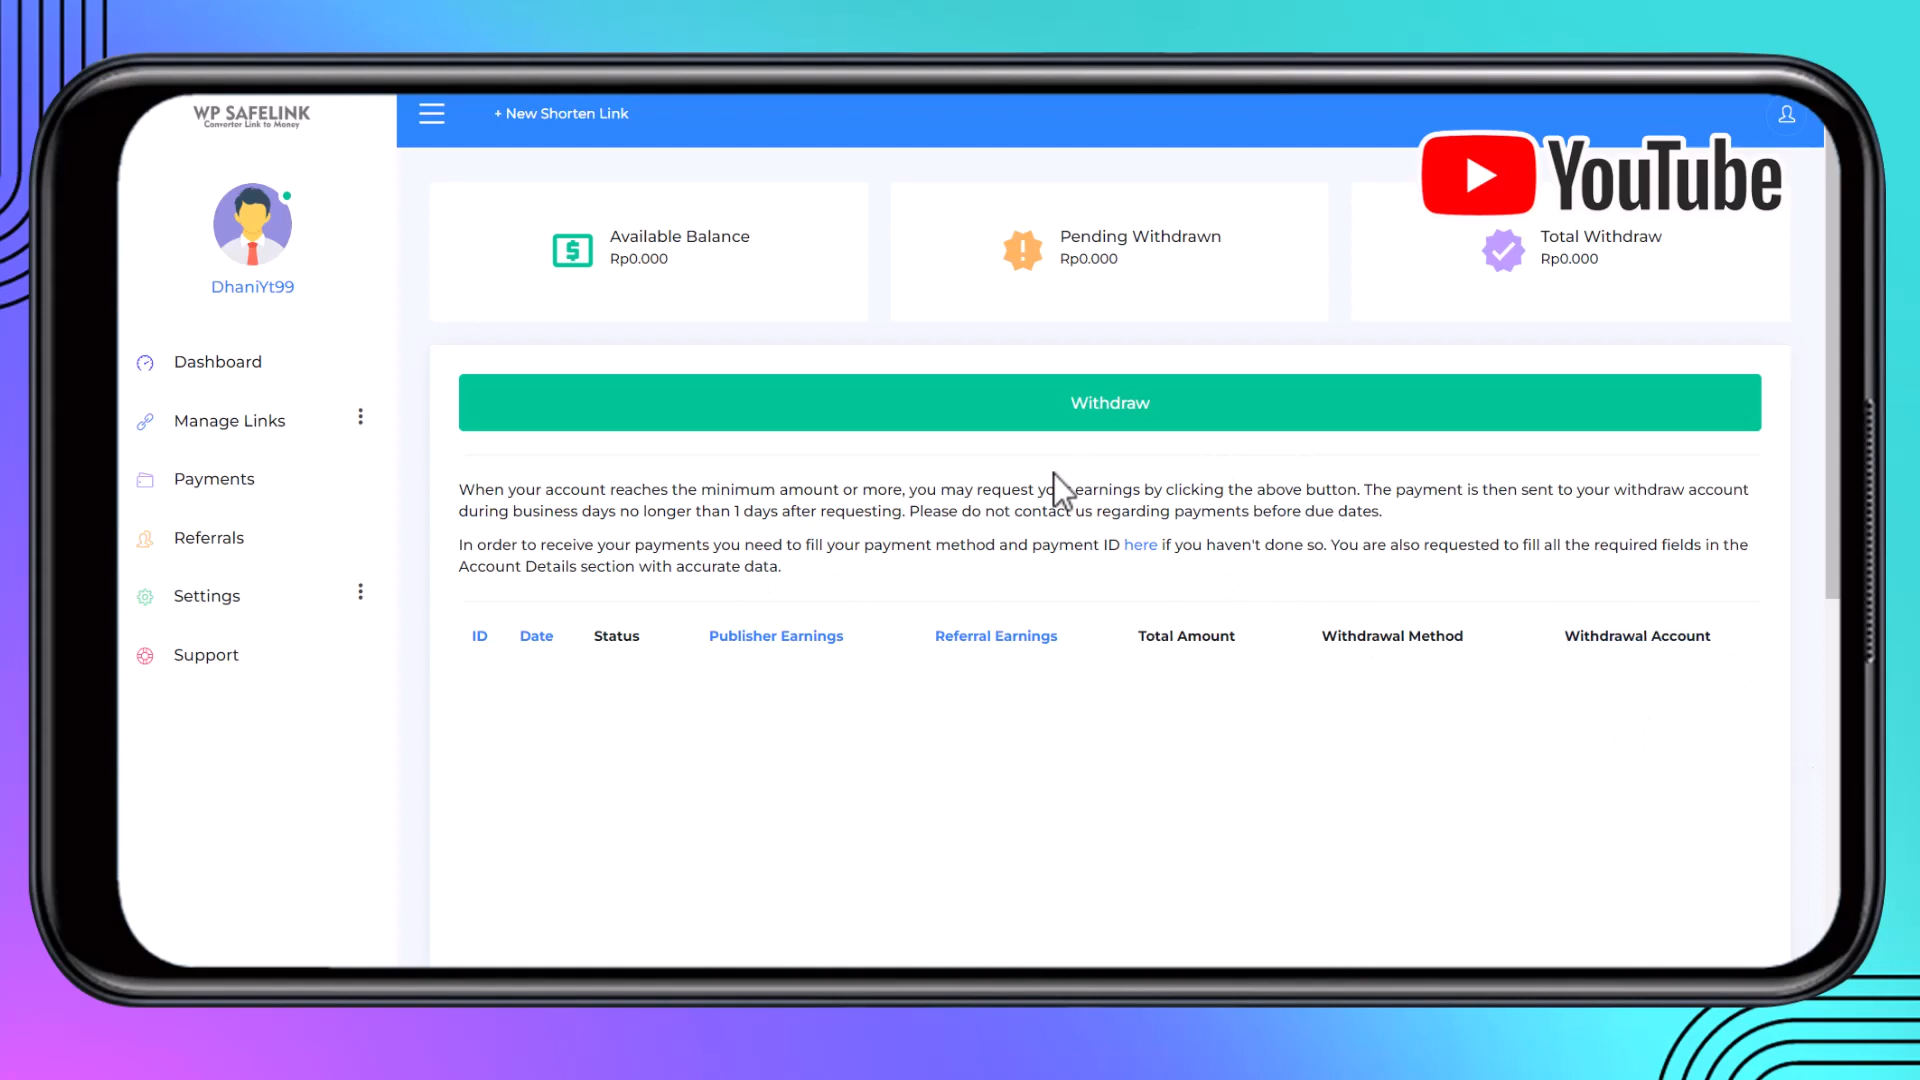 WP SAFELINK
Converter Link to Money
+ New Shorten Link
YouTube
DhaniYt99
Dashboard
Manage Links
Payments
Referrals
Settings
Support
Available Balance
Rp0.000
Pending Withdrawn
Rp0.000
Total Withdraw
Rp0.000
Withdraw
When your account reaches the minimum amount or more, you may request earnings by clicking the above button. The payment is then sent to your withdraw account
during business days no longer than 1 days after requesting. Please do not contact us regarding payments before due dates.
In order to receive your payments you need to fill your payment method and payment ID here if you haven't done so. You are also requested to fill all the required fields in the
Account Details section with accurate data.
ID Date Status Publisher Earnings Referral Earnings Total Amount Withdrawal Method Withdrawal Account